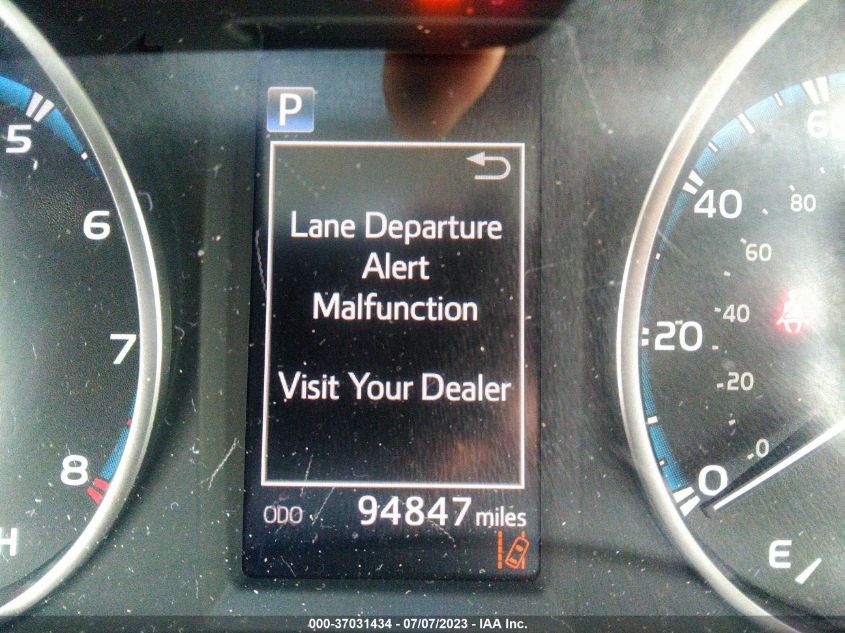 P
Lane Departure
Alert
Malfunction
Visit Your Dealer
ODO 94847 miles
5
6
7
8
H
60
40
20
0
80
60
40
20
0
E
000-37031434 - 07/07/2023 - IAA Inc.